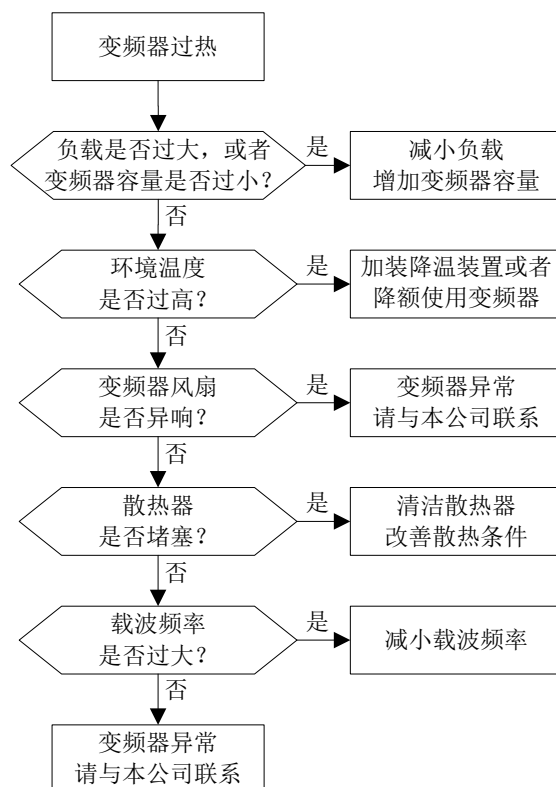 变频器过热
负载是否过大，或者
变频器容量是否过小？
是
减小负载
增加变频器容量
否
环境温度
是否过高？
是
加装降温装置或者
降额使用变频器
否
变频器风扇
是否异响？
是
变频器异常
请与本公司联系
否
散热器
是否堵塞？
是
清洁散热器
改善散热条件
否
载波频率
是否过大？
是
减小载波频率
否
变频器异常
请与本公司联系